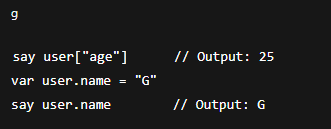 g
say user["age"]      // Output: 25
var user.name = "G"
say user.name        // Output: G